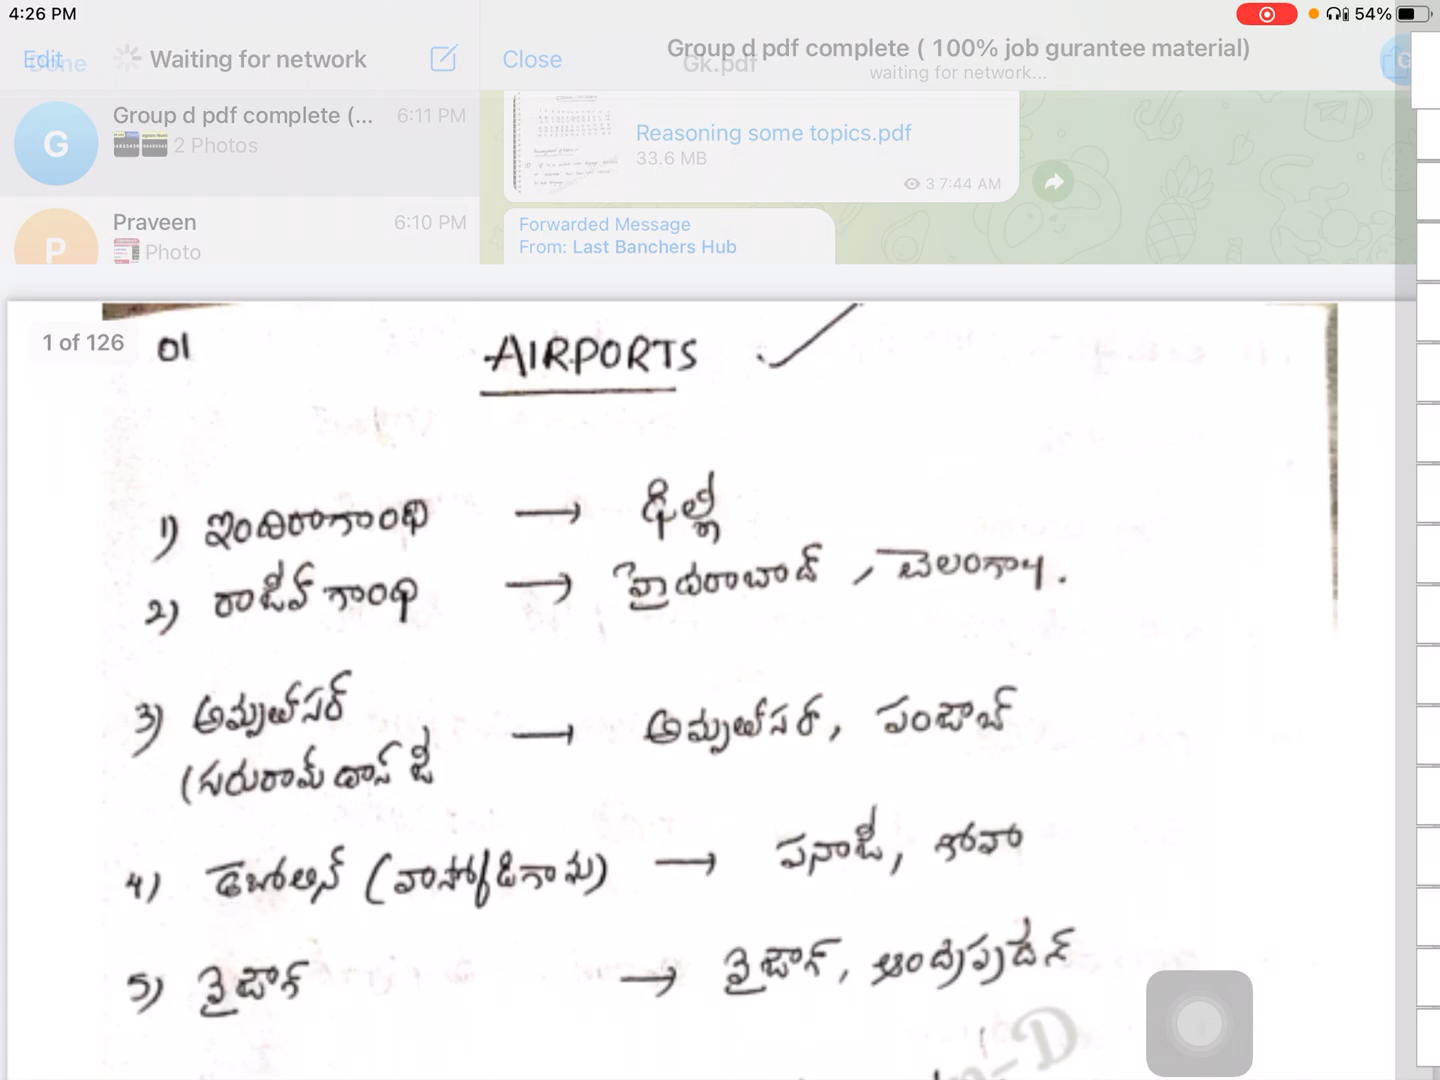 4:26 PM
54%
Edit
Done
Waiting for network
Close
Group d pdf complete ( 100% job gurantee material)
Gk.pdf
waiting for network...
G
Group d pdf complete (... 6:11 PM
2 Photos
G
P
Praveen 6:10 PM
Photo
Reasoning some topics.pdf
33.6 MB
3 7:44 AM
Forwarded Message
From: Last Banchers Hub
1 of 126
01 AIRPORTS
1) ఇందిరాగాంధి → ఢిల్లీ
2) రాజీవ్ గాంధి → హైదరాబాద్, తెలంగాణ.
3) అమృత్‌సర్ → అమృత్‌సర్, పంజాబ్
(గురురామ్ దాస్ జీ
4) డబోలిన్ (వాస్కోడిగామ) → పనాజీ, గోవా
5) వైజాగ్ → వైజాగ్, ఆంధ్రప్రదేశ్
-D